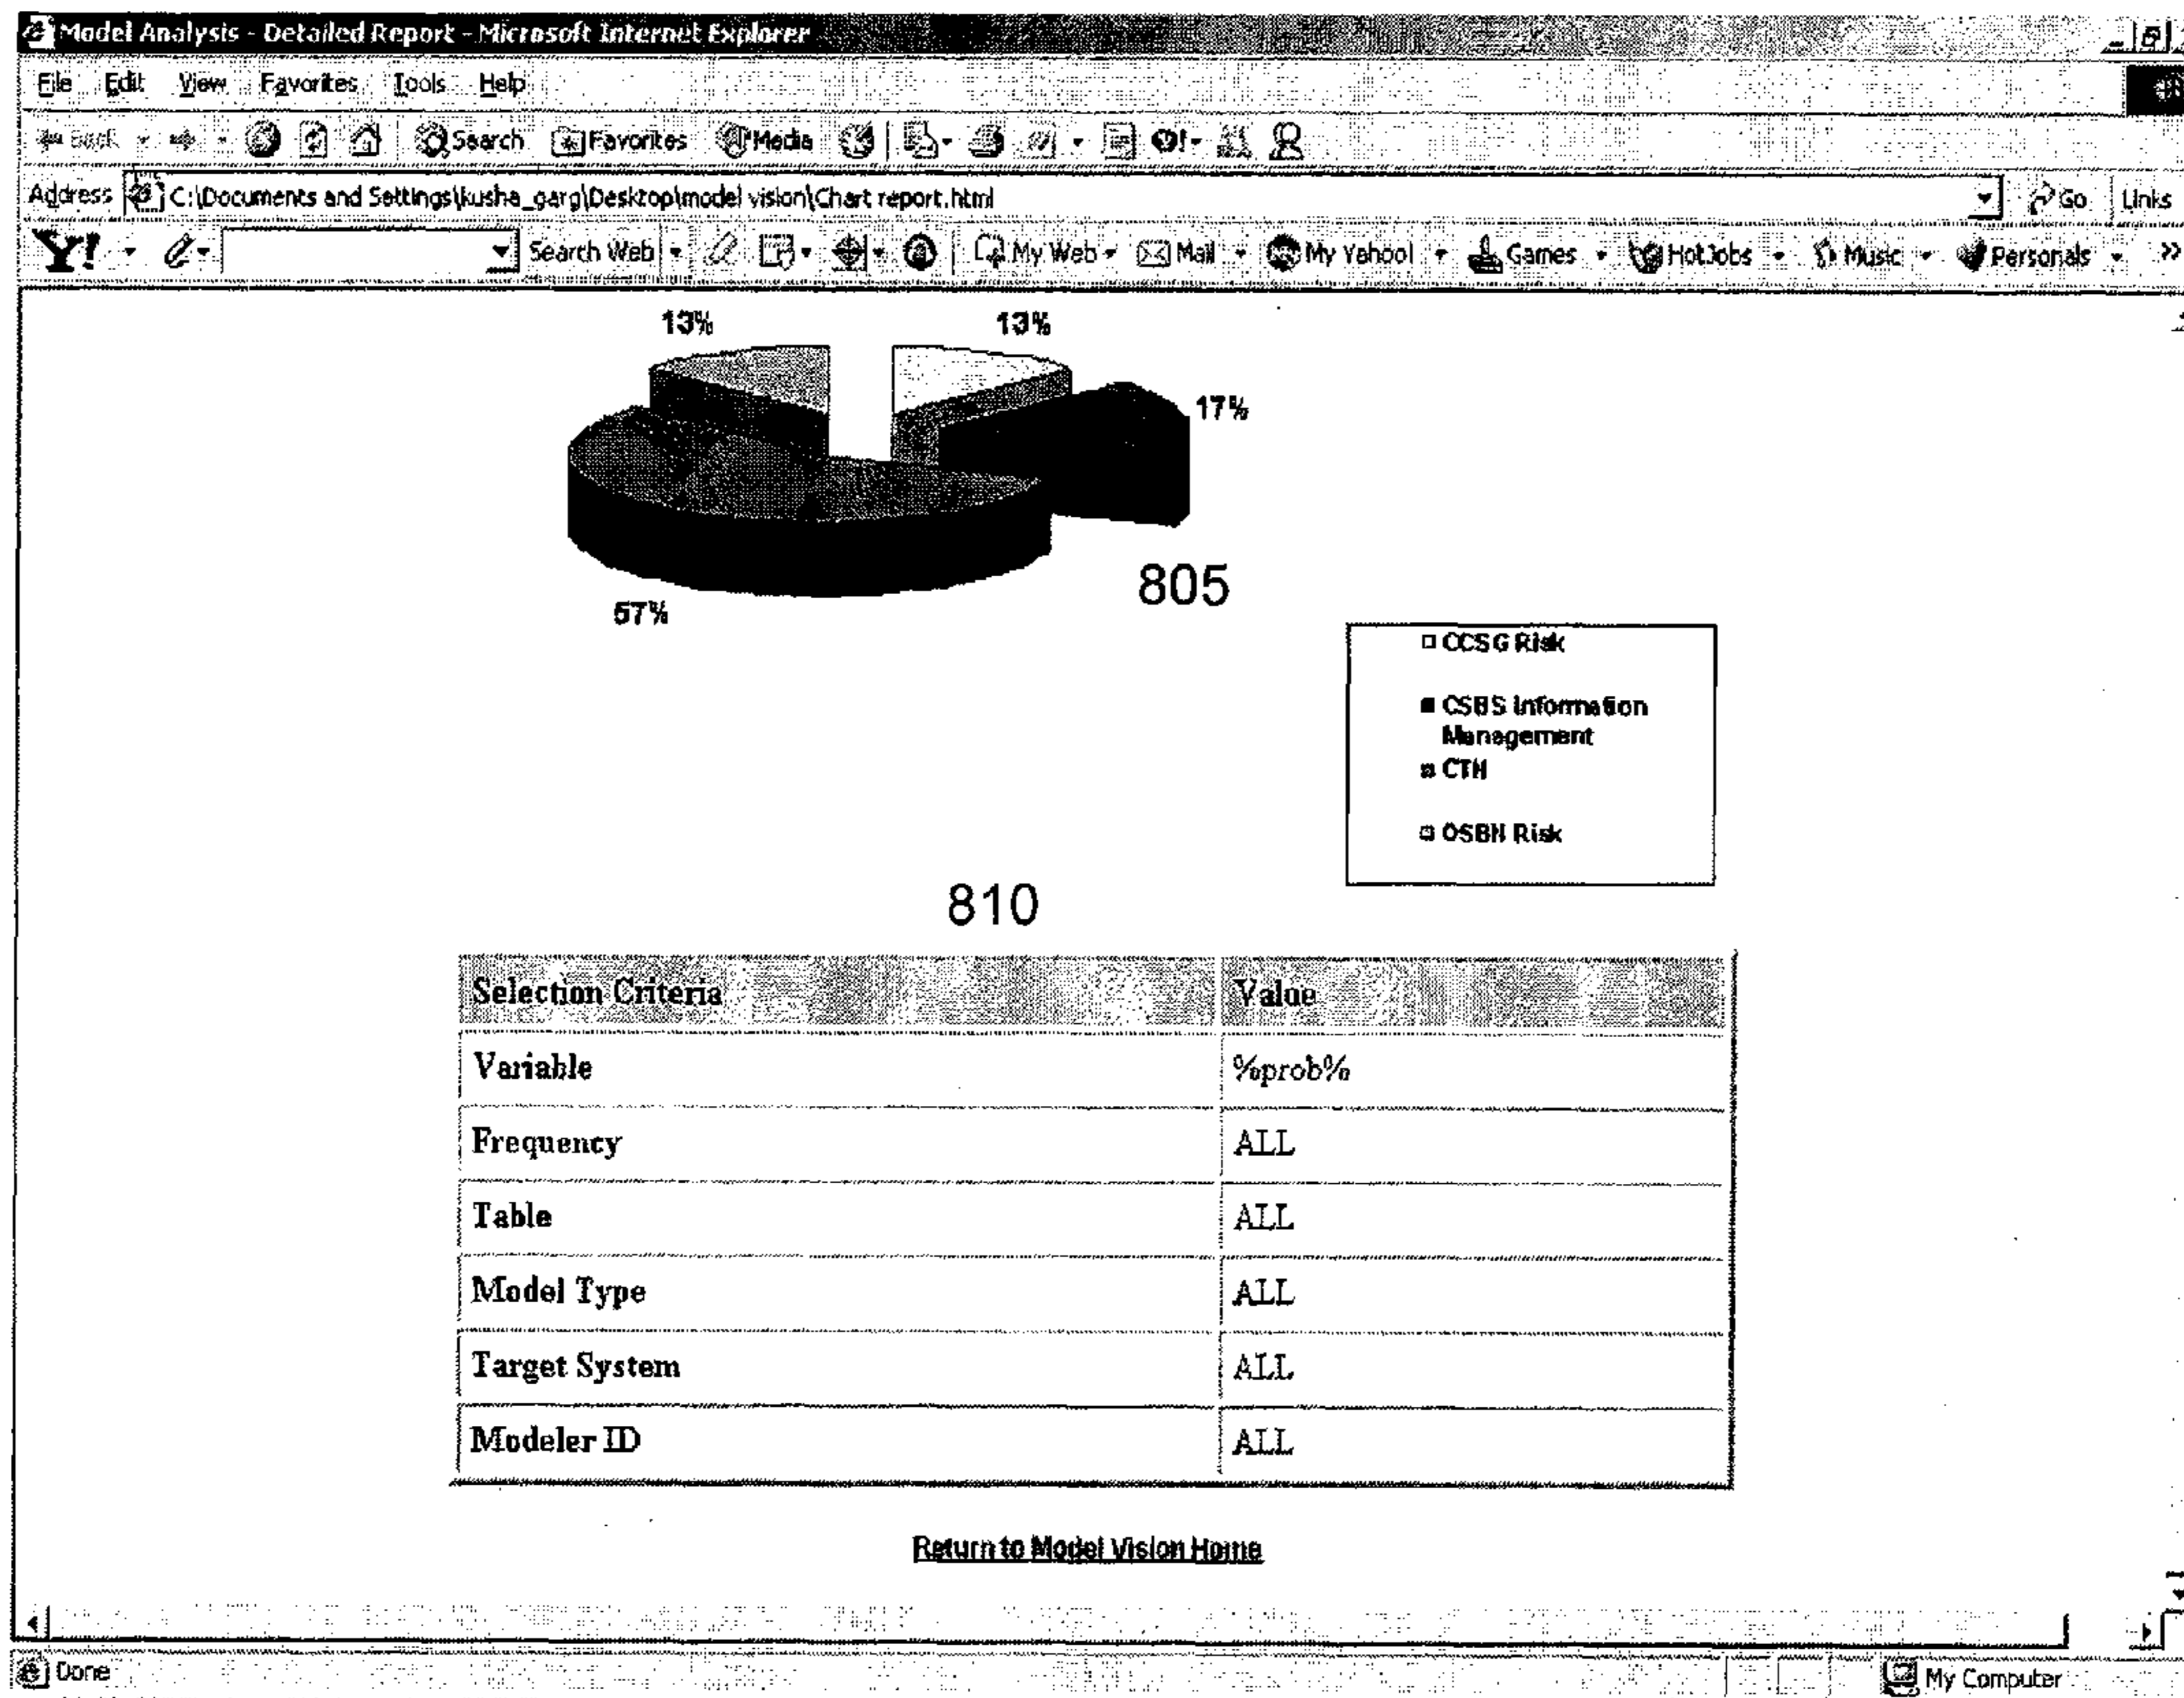 Model Analysis - Detailed Report - Microsoft Internet Explorer
File Edit View Favorites Tools Help
Back Search Favorites Media
Address C:\Documents and Settings\kusha_garg\Desktop\model vision\Chart report.html Go Links
Y! Search Web My Web Mail My Yahoo! Games HotJobs Music Personals »
13% 13%
17%
57%
805
CCSG Risk
CSBS Information
Management
CTN
OSBN Risk
810
Selection Criteria Value
Variable %prob%
Frequency ALL
Table ALL
Model Type ALL
Target System ALL
Modeler ID ALL
Return to Model Vision Home
Done My Computer